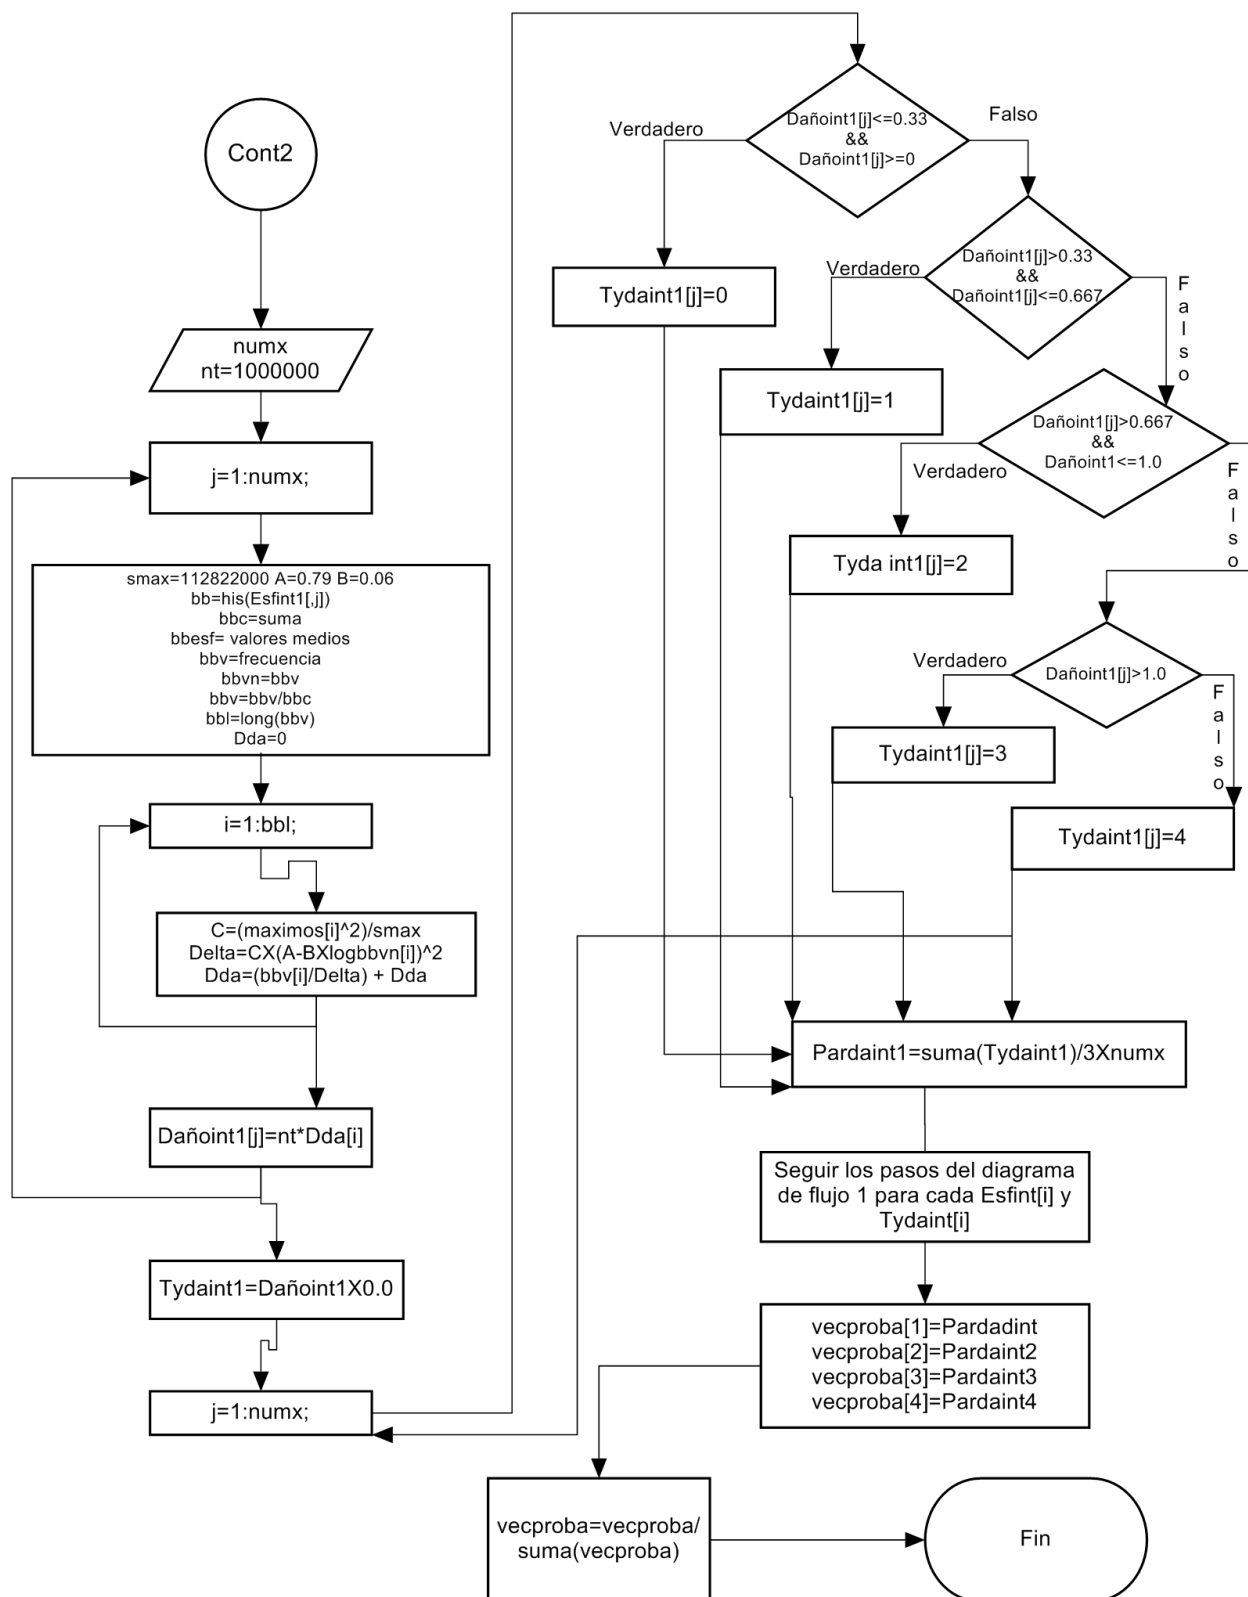 Cont2
numx
nt=1000000
j=1:numx;
smax=112822000 A=0.79 B=0.06
bb=his(Esfint1[,j])
bbc=suma
bbesf= valores medios
bbv=frecuencia
bbvn=bbv
bbv=bbv/bbc
bbl=long(bbv)
Dda=0
i=1:bbl;
C=(maximos[i]^2)/smax
Delta=CX(A-BXlogbbvn[i])^2
Dda=(bbv[i]/Delta) + Dda
Dañoint1[j]=nt*Dda[i]
Tydaint1=Dañoint1X0.0
j=1:numx;
Dañoint1[j]<=0.33
&&
Dañoint1[j]>=0
Verdadero
Falso
Tydaint1[j]=0
Dañoint1[j]>0.33
&&
Dañoint1[j]<=0.667
Verdadero
Falso
Tydaint1[j]=1
Dañoint1[j]>0.667
&&
Dañoint1<=1.0
Verdadero
Falso
Tyda int1[j]=2
Dañoint1[j]>1.0
Verdadero
Falso
Tydaint1[j]=3
Tydaint1[j]=4
Pardaint1=suma(Tydaint1)/3Xnumx
Seguir los pasos del diagrama
de flujo 1 para cada Esfint[i] y
Tydaint[i]
vecproba[1]=Pardadint
vecproba[2]=Pardaint2
vecproba[3]=Pardaint3
vecproba[4]=Pardaint4
vecproba=vecproba/
suma(vecproba)
Fin